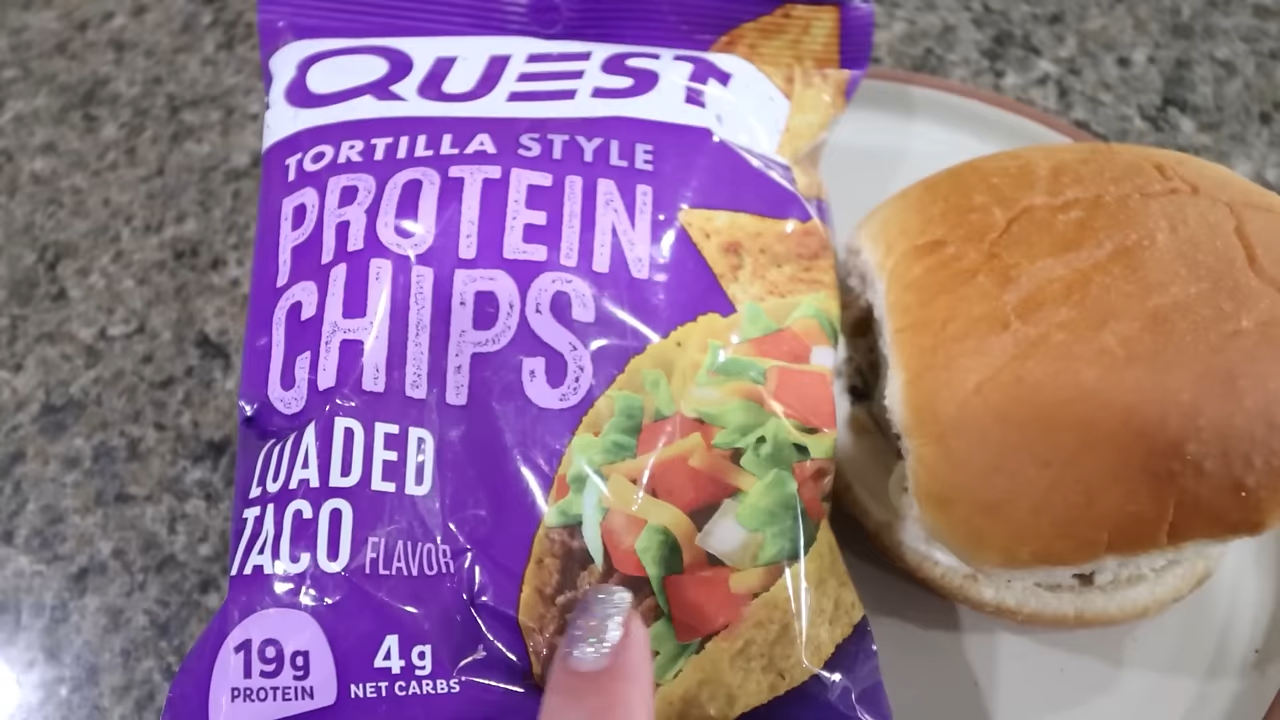 QUEST
TORTILLA STYLE
PROTEIN
CHIPS
LOADED
TACO FLAVOR
19g
PROTEIN
4g
NET CARBS*